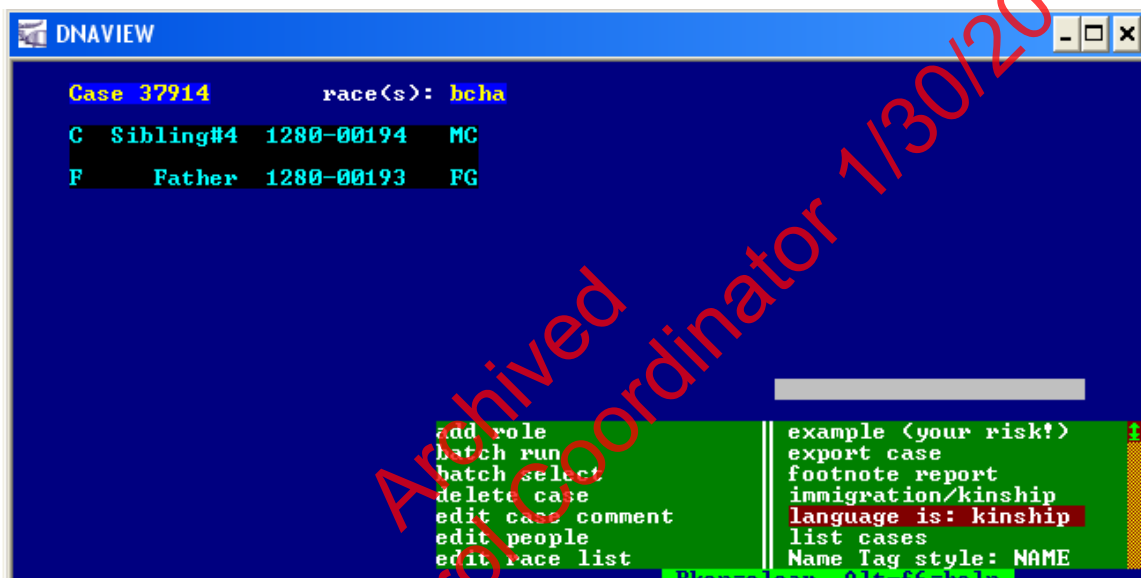 DNAVIEW
Case 37914 race(s): bcha
C Sibling#4 1280-00194 MC
F Father 1280-00193 FG
add role
batch run
batch select
delete case
edit case comment
edit people
edit race list
example (your risk!)
export case
footnote report
immigration/kinship
language is: kinship
list cases
Name Tag style: NAME
Archived
Coordinator 1/30/20